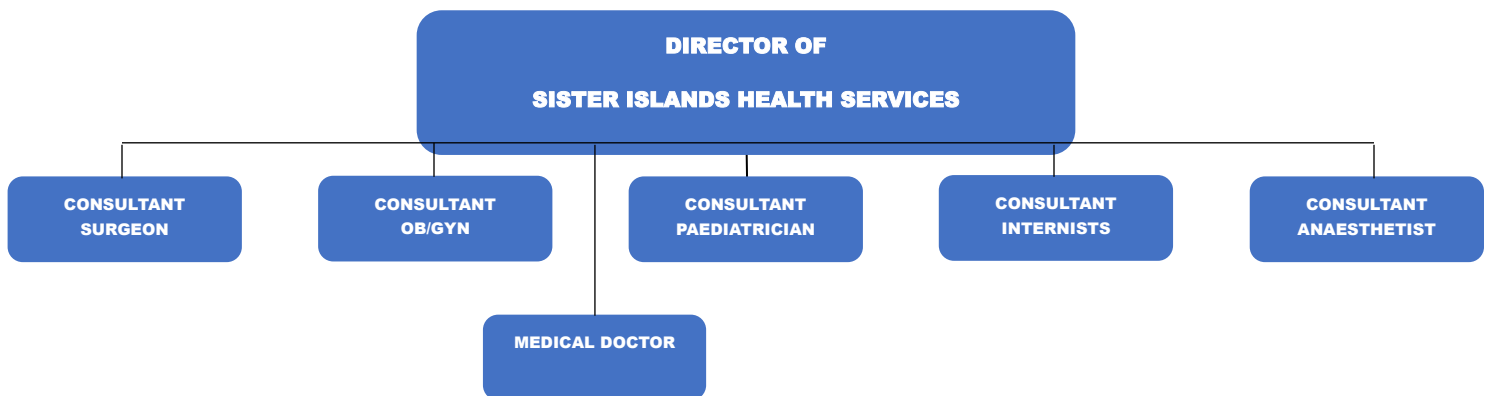 DIRECTOR OF
SISTER ISLANDS HEALTH SERVICES
CONSULTANT
SURGEON
CONSULTANT
OB/GYN
CONSULTANT
PAEDIATRICIAN
CONSULTANT
INTERNISTS
CONSULTANT
ANAESTHETIST
MEDICAL DOCTOR